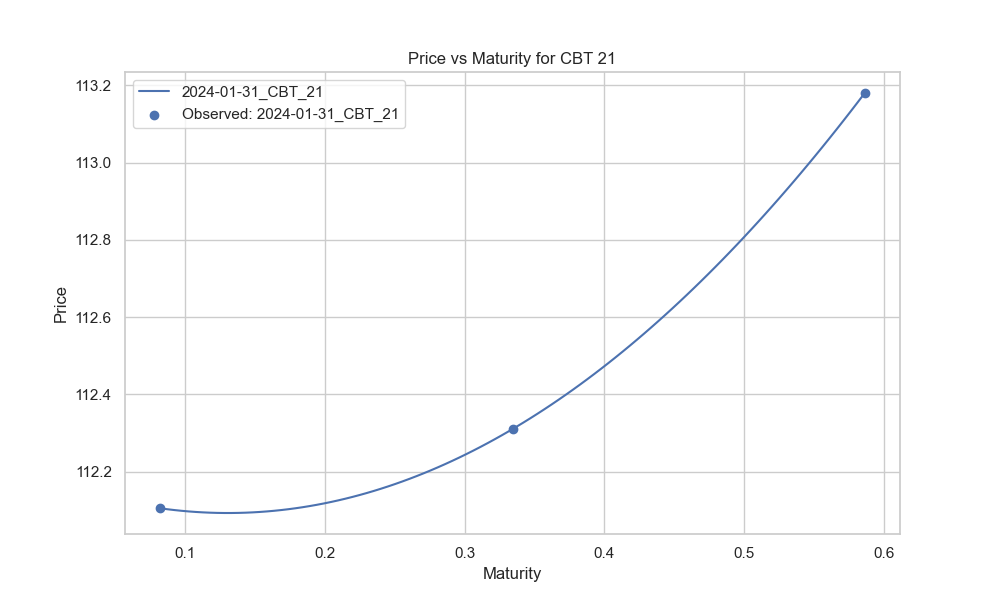 Price vs Maturity for CBT 21
2024-01-31_CBT_21
Observed: 2024-01-31_CBT_21
Price
113.2
113.0
112.8
112.6
112.4
112.2
0.1 0.2 0.3 0.4 0.5 0.6
Maturity